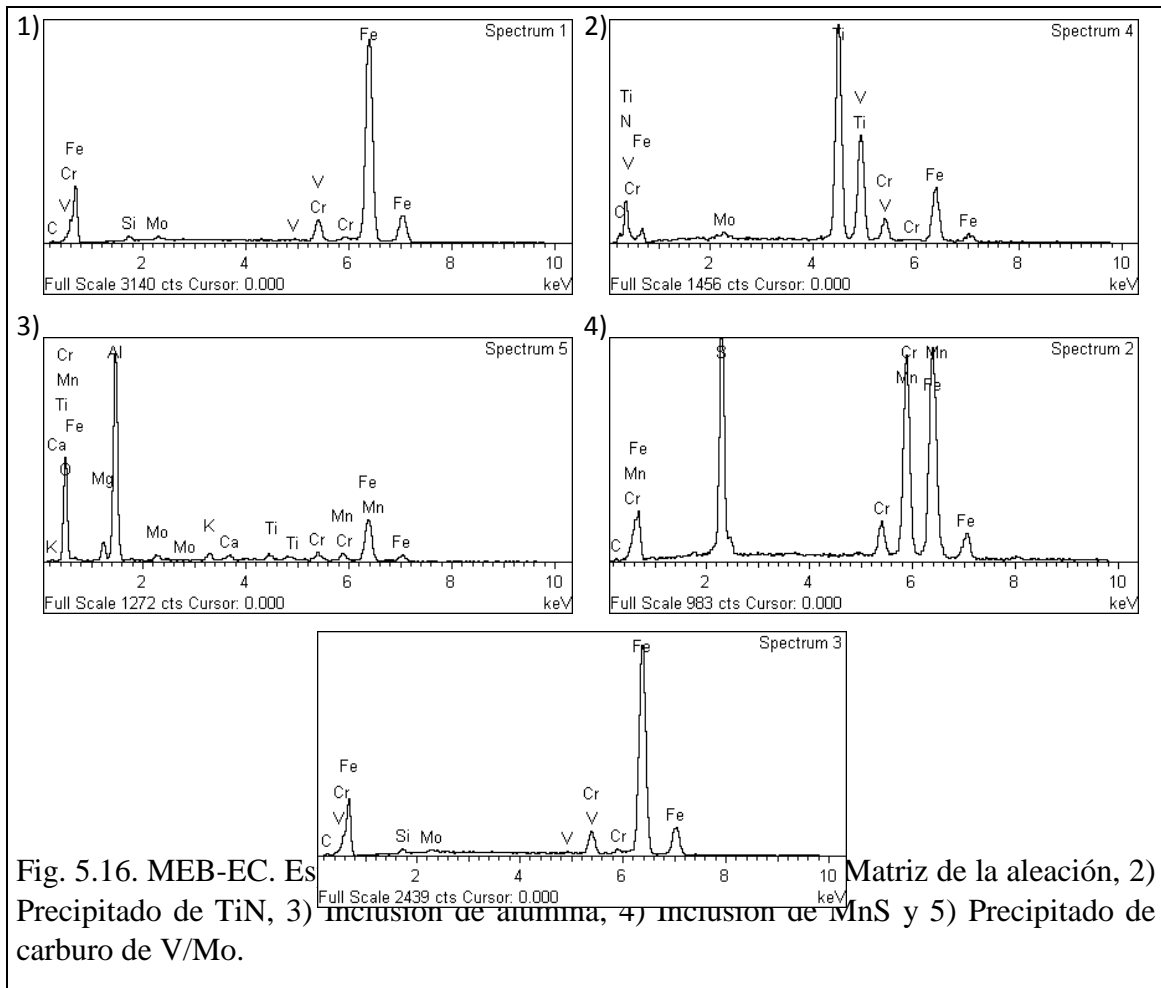 1)
Spectrum 1
Fe
Fe
Cr
V
C
Si
Mo
V
V
Cr
Cr
Fe
2 4 6 8 10
Full Scale 3140 cts Cursor: 0.000
keV
2)
Spectrum 4
Ti
Ti
N
Fe
V
Cr
C
Mo
V
Ti
Cr
V
Cr
Fe
Fe
2 4 6 8 10
Full Scale 1456 cts Cursor: 0.000
keV
3)
Spectrum 5
Cr
Al
Mn
Ti
Fe
Ca
O
Mg
K
Mo
Mo
K
Ca
Ti
Ti
Cr
Mn
Cr
Fe
Mn
Fe
2 4 6 8 10
Full Scale 1272 cts Cursor: 0.000
keV
4)
Spectrum 2
S
Cr
Mn
Mn
Fe
Fe
Mn
Cr
C
Cr
Fe
2 4 6 8 10
Full Scale 983 cts Cursor: 0.000
keV
Spectrum 3
Fe
Fe
Cr
V
C
Si
Mo
V
Cr
V
Cr
Fe
2 4 6 8 10
Full Scale 2439 cts Cursor: 0.000
keV
Fig. 5.16. MEB-EC. Matriz de la aleación, 2)
Precipitado de TiN, 3) Inclusión de alúmina, 4) Inclusión de MnS y 5) Precipitado de
carburo de V/Mo.